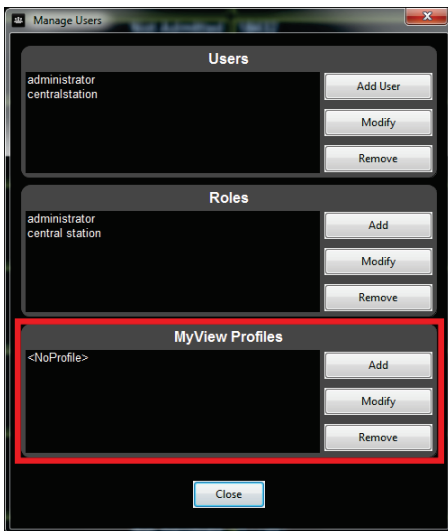 Manage Users
Users
administrator
centralstation
Add User
Modify
Remove
Roles
administrator
central station
Add
Modify
Remove
MyView Profiles
<NoProfile>
Add
Modify
Remove
Close